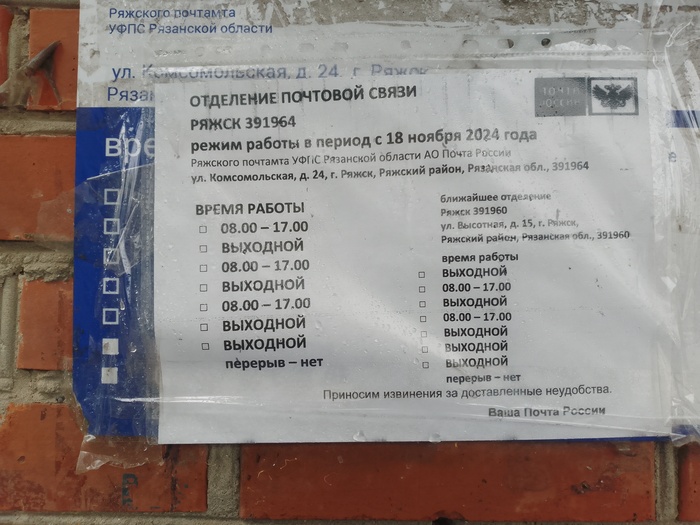 Ряжского почтамта
УФПС Рязанской области
ул. Комсомольская, д. 24, г. Ряжск
Ряза
вре
ПОЧТА
РОССИИ
ОТДЕЛЕНИЕ ПОЧТОВОЙ СВЯЗИ
РЯЖСК 391964
режим работы в период с 18 ноября 2024 года
Ряжского почтамта УФПС Рязанской области АО Почта России
ул. Комсомольская, д. 24, г. Ряжск, Ряжский район, Рязанская обл., 391964
ВРЕМЯ РАБОТЫ
08.00 – 17.00
ВЫХОДНОЙ
08.00 – 17.00
ВЫХОДНОЙ
08.00 – 17.00
ВЫХОДНОЙ
ВЫХОДНОЙ
перерыв – нет
ближайшее отделение
Ряжск 391960
ул. Высотная, д. 15, г. Ряжск,
Ряжский район, Рязанская обл., 391960
время работы
ВЫХОДНОЙ
08.00 – 17.00
ВЫХОДНОЙ
08.00 – 17.00
ВЫХОДНОЙ
ВЫХОДНОЙ
ВЫХОДНОЙ
перерыв – нет
Приносим извинения за доставленные неудобства.
Ваша Почта России